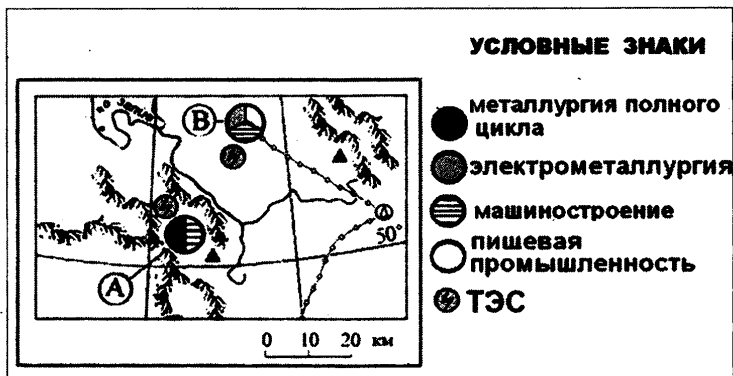 УСЛОВНЫЕ ЗНАКИ
металлургия полного
цикла
электрометаллургия
машиностроение
пищевая
промышленность
ТЭС
В
50°
А
0 10 20 км